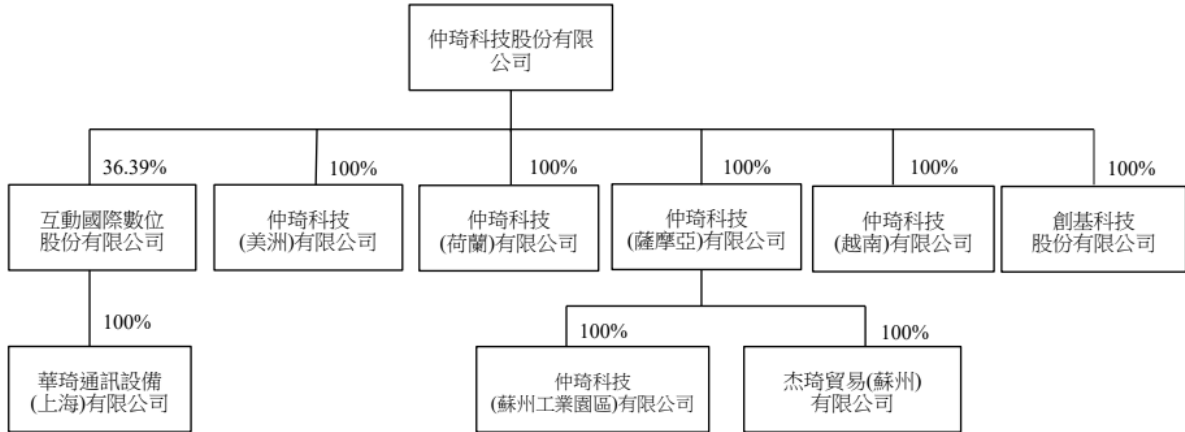 仲琦科技股份有限
公司
36.39%
100%
100%
100%
100%
100%
互動國際數位
股份有限公司
仲琦科技
(美洲)有限公司
仲琦科技
(荷蘭)有限公司
仲琦科技
(薩摩亞)有限公司
仲琦科技
(越南)有限公司
創基科技
股份有限公司
100%
100%
100%
華琦通訊設備
(上海)有限公司
仲琦科技
(蘇州工業園區)有限公司
杰琦貿易(蘇州)
有限公司